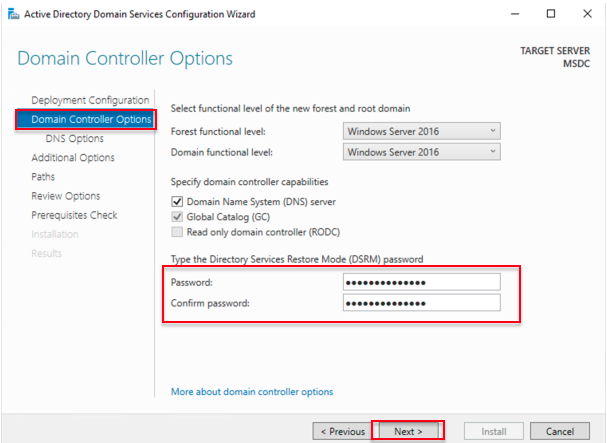 Active Directory Domain Services Configuration Wizard
Domain Controller Options
TARGET SERVER
MSDC
Deployment Configuration
Domain Controller Options
DNS Options
Additional Options
Paths
Review Options
Prerequisites Check
Installation
Results
Select functional level of the new forest and root domain
Forest functional level: Windows Server 2016
Domain functional level: Windows Server 2016
Specify domain controller capabilities
Domain Name System (DNS) server
Global Catalog (GC)
Read only domain controller (RODC)
Type the Directory Services Restore Mode (DSRM) password
Password: ••••••••••••••
Confirm password: ••••••••••••••
More about domain controller options
< Previous Next > Install Cancel